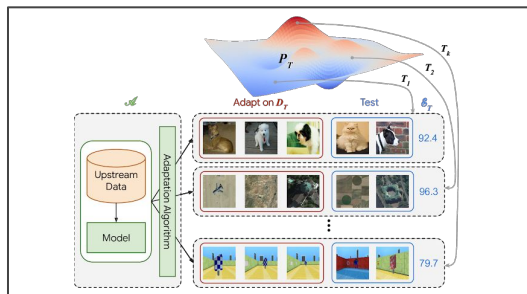 P_T
T_k
T_2
T_1
𝒜
Adapt on D_T
Test
ℰ_T
Upstream
Data
Model
Adaptation Algorithm
92.4
96.3
79.7